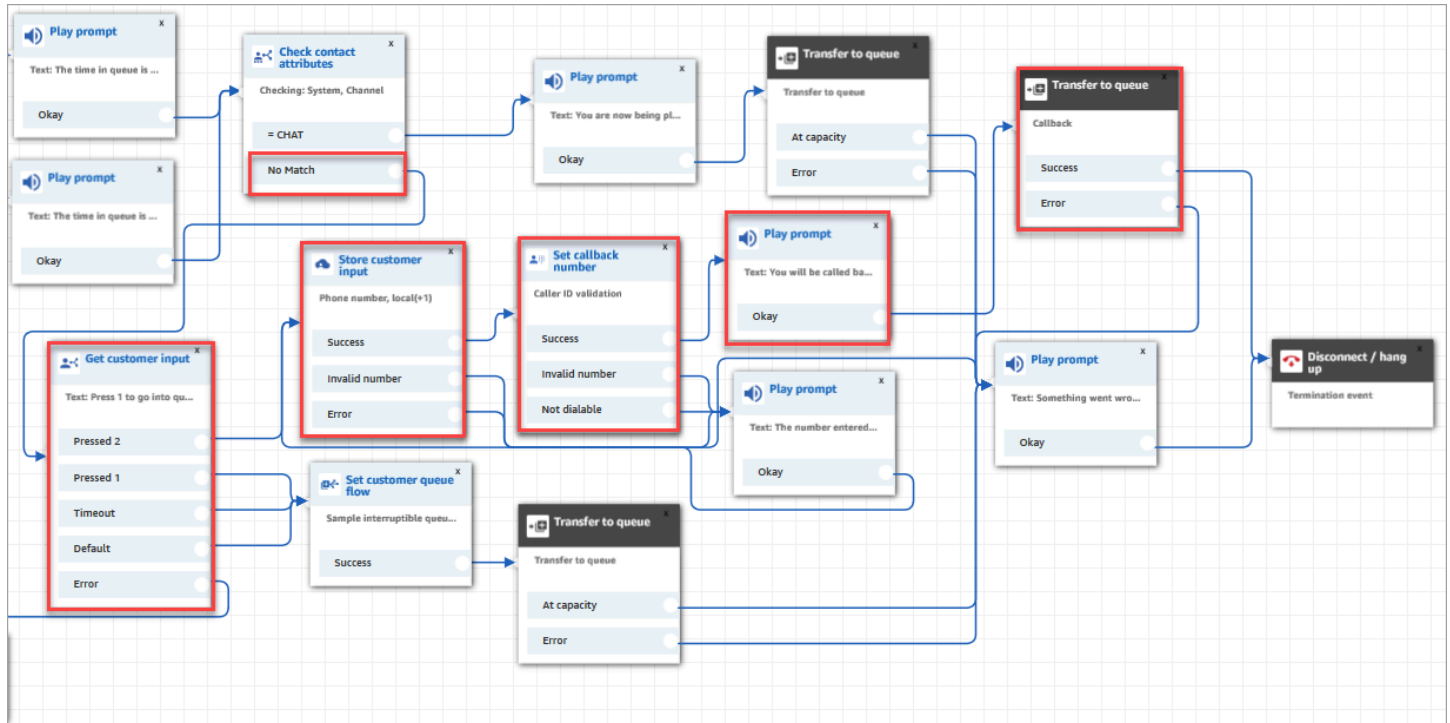 Play prompt
x
Text: The time in queue is ...
Okay
Play prompt
x
Text: The time in queue is ...
Okay
Check contact
attributes
x
Checking: System, Channel
= CHAT
No Match
Play prompt
x
Text: You are now being pl...
Okay
Transfer to queue
x
Transfer to queue
At capacity
Error
Transfer to queue
x
Callback
Success
Error
Store customer
input
x
Phone number, local(+1)
Success
Invalid number
Error
Set callback
number
x
Caller ID validation
Success
Invalid number
Not dialable
Play prompt
x
Text: You will be called ba...
Okay
Get customer input
x
Text: Press 1 to go into qu...
Pressed 2
Pressed 1
Timeout
Default
Error
Set customer queue
flow
x
Sample interruptible queu...
Success
Transfer to queue
x
Transfer to queue
At capacity
Error
Play prompt
x
Text: The number entered...
Okay
Play prompt
x
Text: Something went wro...
Okay
Disconnect / hang
up
x
Termination event